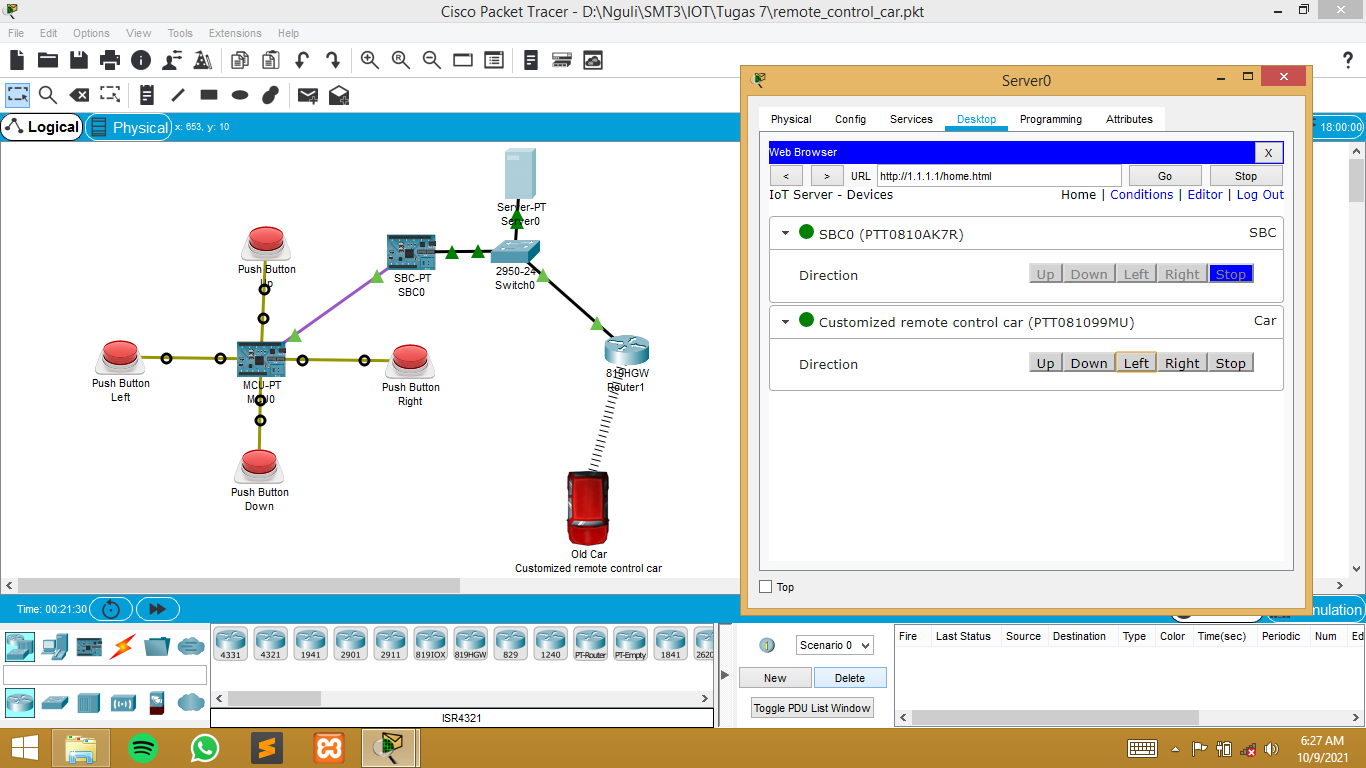 Cisco Packet Tracer - D:\Nguli\SMT3\IOT\Tugas 7\remote_control_car.pkt
File Edit Options View Tools Extensions Help
?
Logical
Physical
x: 653, y: 10
18:00:00
Server-PT
Server0
Push Button
Up
SBC-PT
SBC0
2950-24
Switch0
Push Button
Left
MCU-PT
MCU0
Push Button
Right
819HGW
Router1
Push Button
Down
Old Car
Customized remote control car
Server0
Physical Config Services Desktop Programming Attributes
Web Browser X
< > URL http://1.1.1.1/home.html Go Stop
IoT Server - Devices Home | Conditions | Editor | Log Out
SBC0 (PTT0810AK7R) SBC
Direction Up Down Left Right Stop
Customized remote control car (PTT081099MU) Car
Direction Up Down Left Right Stop
Top
Time: 00:21:30
4331 4321 1941 2901 2911 819IOX 819HGW 829 1240 PT-Router PT-Empty 1841 2620
ISR4321
Scenario 0
New Delete
Toggle PDU List Window
Fire Last Status Source Destination Type Color Time(sec) Periodic Num Ed
6:27 AM
10/9/2021